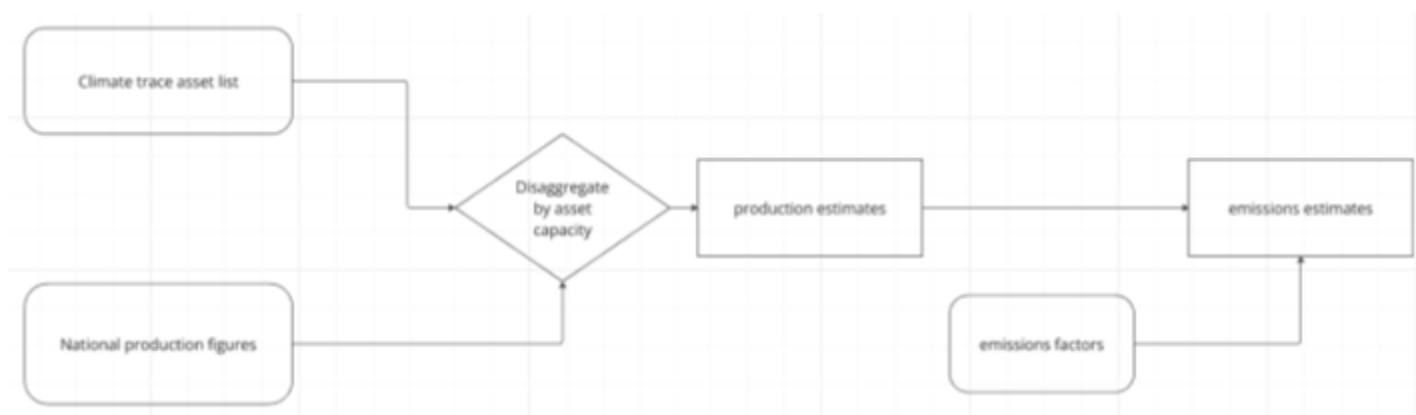 Climate trace asset list
Disaggregate
by asset
capacity
production estimates
emissions estimates
National production figures
emissions factors